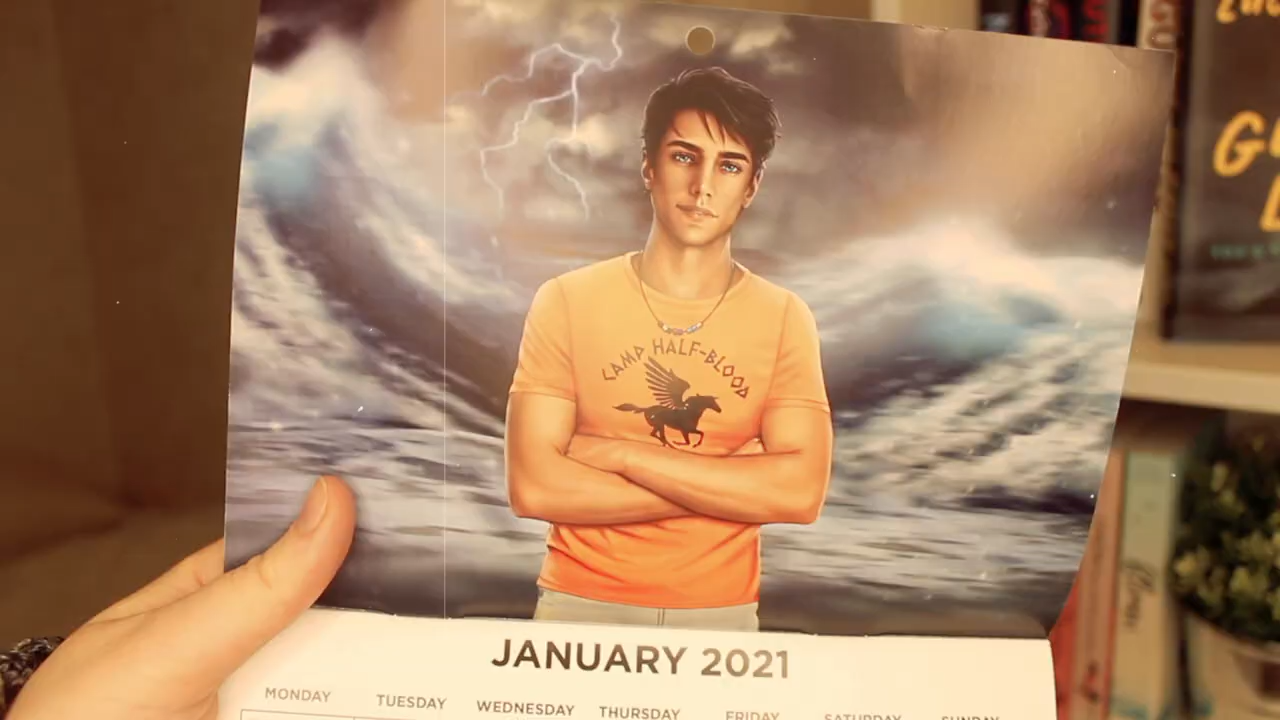 CAMP HALF-BLOOD
JANUARY 2021
MONDAY TUESDAY WEDNESDAY THURSDAY FRIDAY SATURDAY SUNDAY